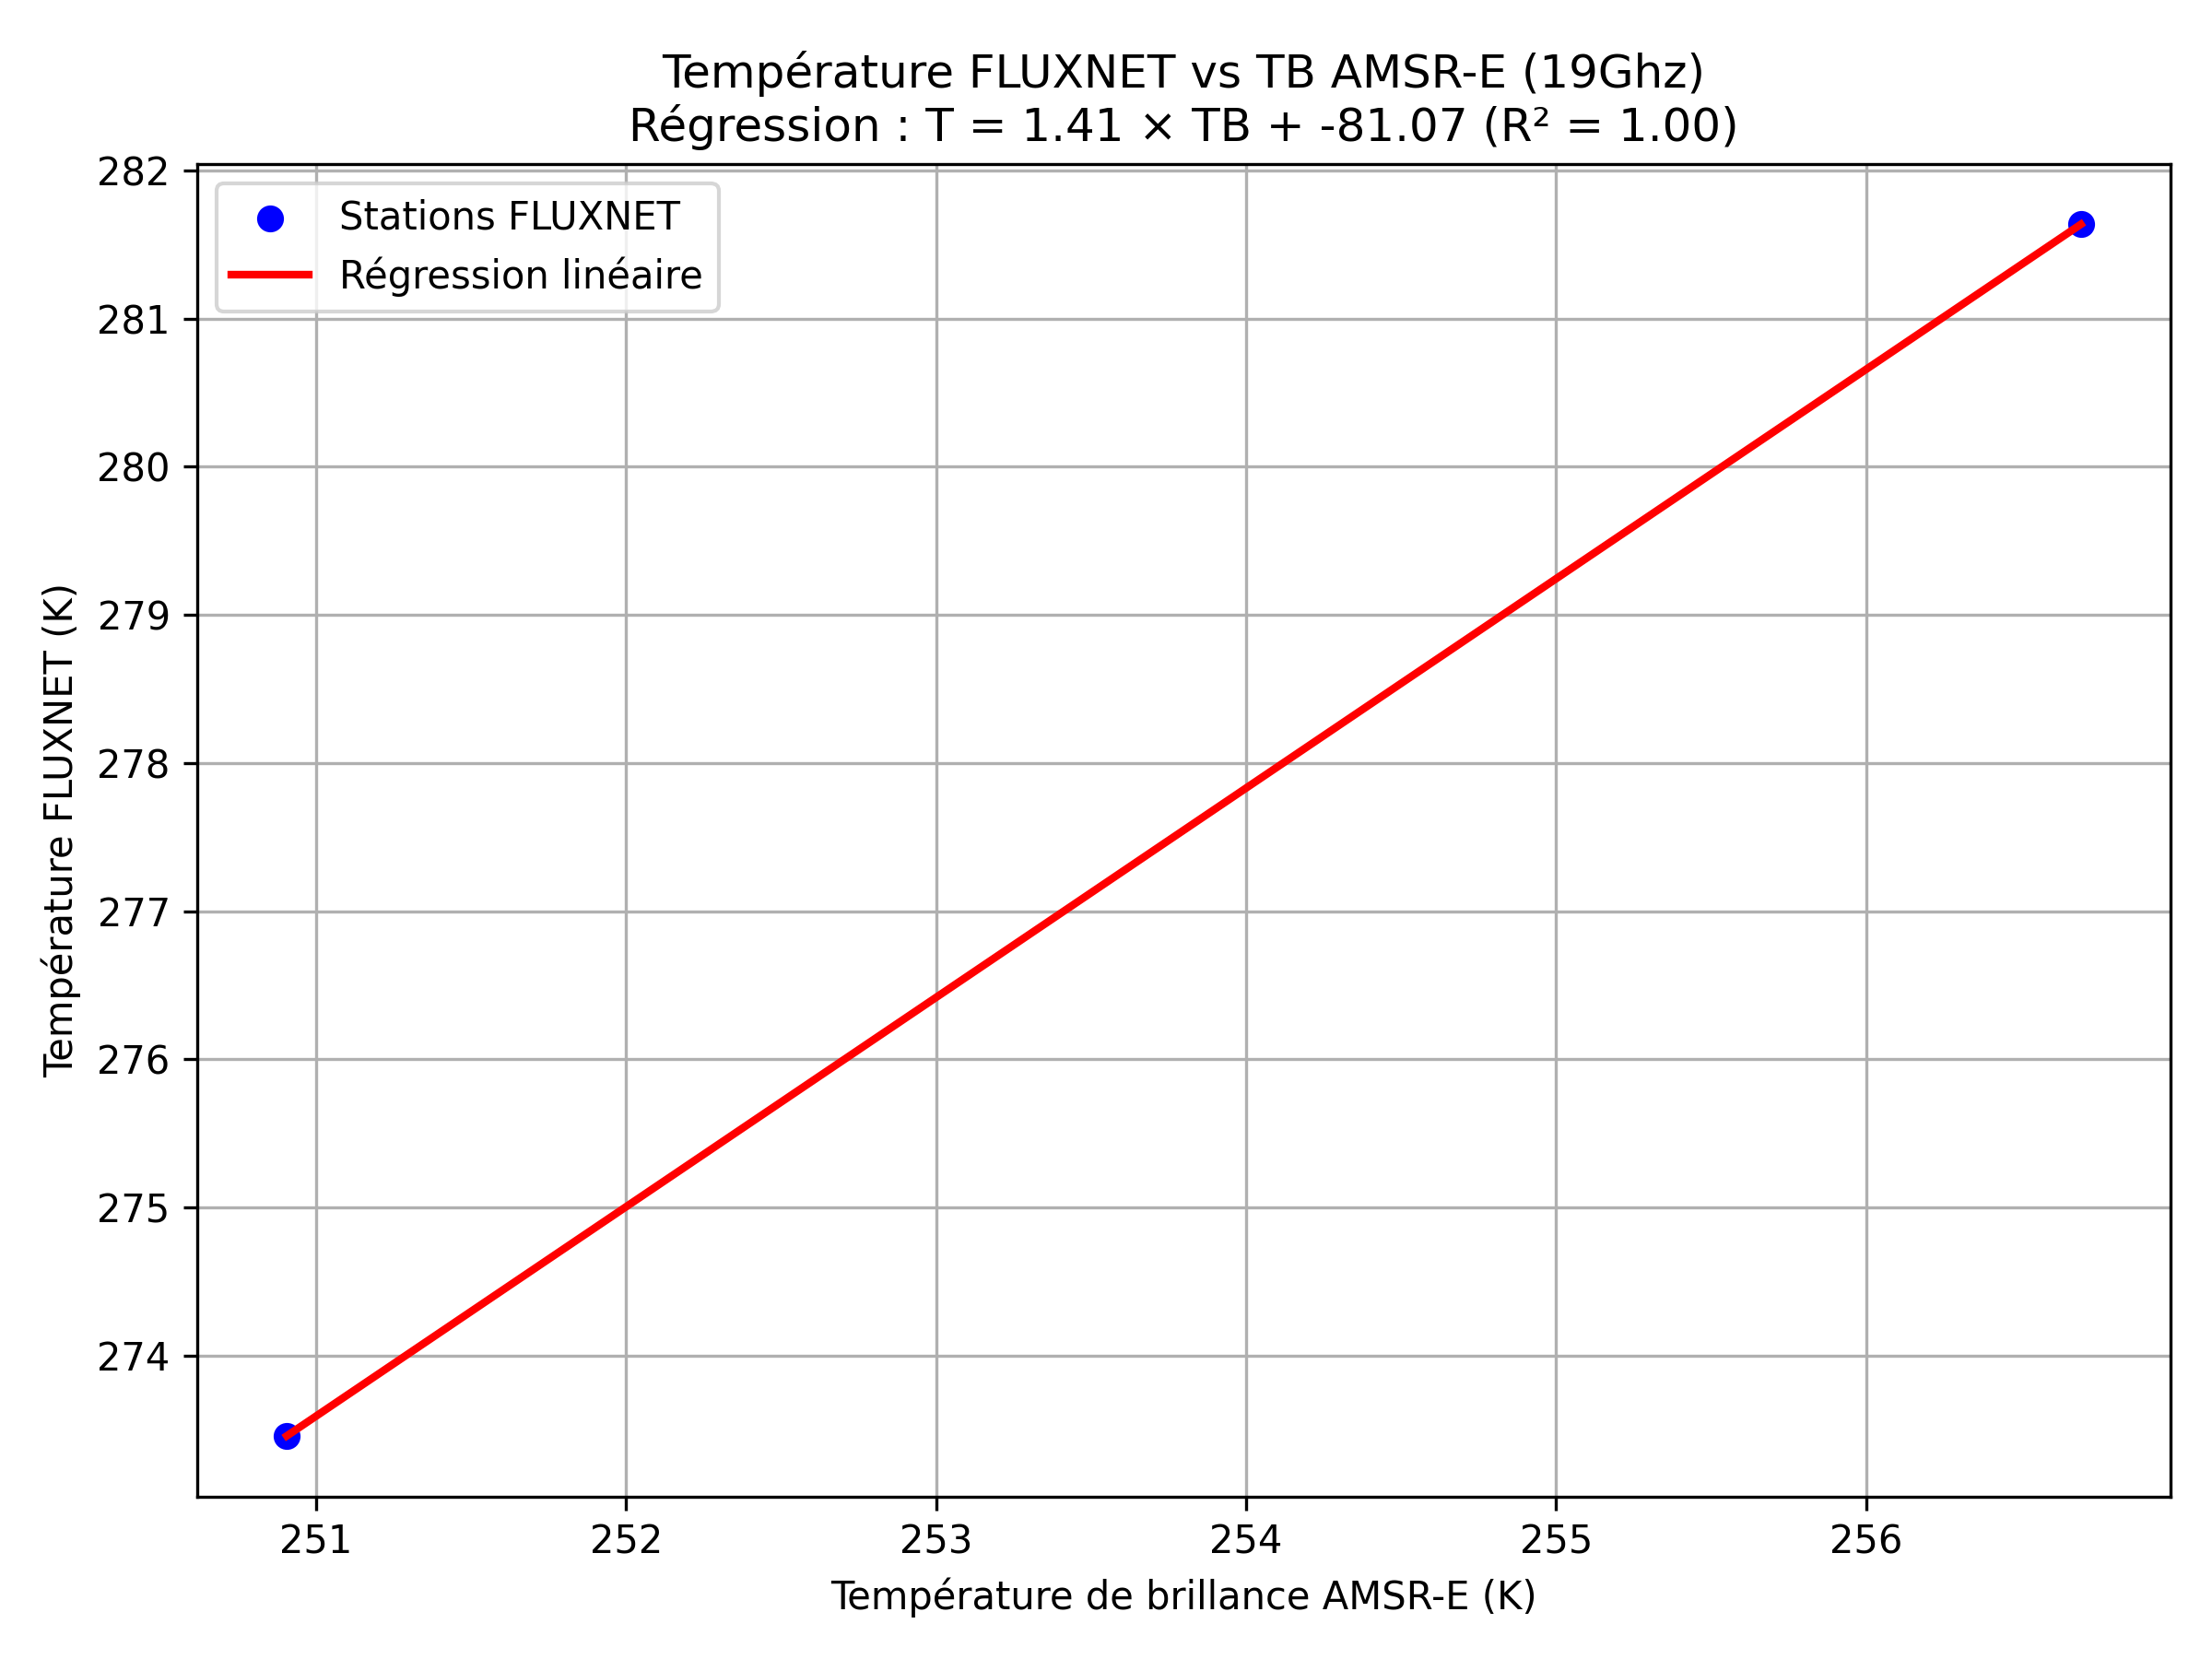 Température FLUXNET vs TB AMSR-E (19Ghz)
Régression : T = 1.41 × TB + -81.07 (R² = 1.00)
Stations FLUXNET
Régression linéaire
282
281
280
279
278
277
276
275
274
Température FLUXNET (K)
251 252 253 254 255 256
Température de brillance AMSR-E (K)